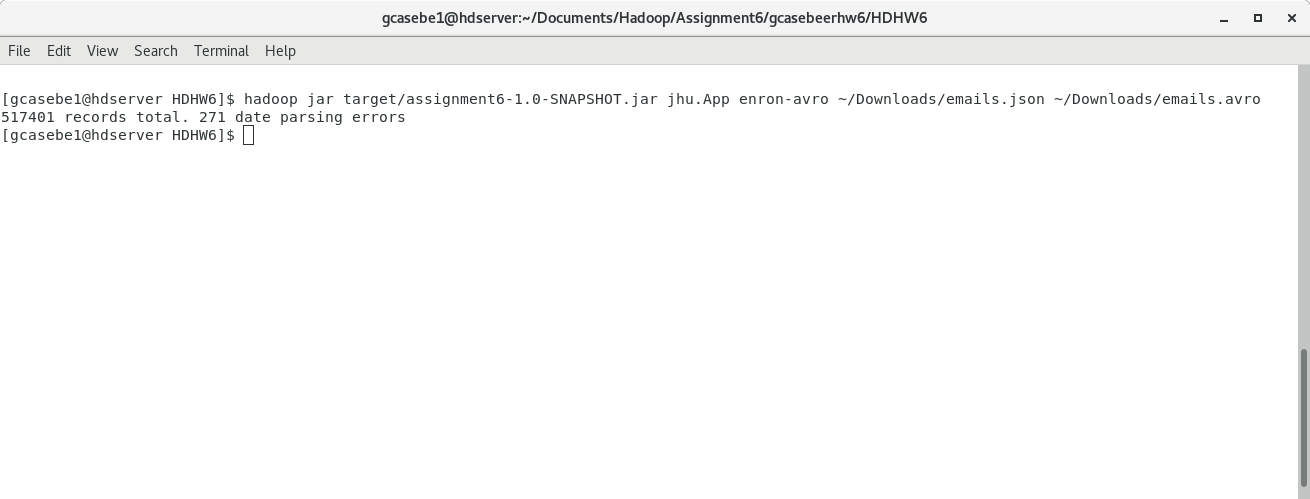 gcasebe1@hdserver:~/Documents/Hadoop/Assignment6/gcasebeerhw6/HDHW6
File Edit View Search Terminal Help
[gcasebe1@hdserver HDHW6]$ hadoop jar target/assignment6-1.0-SNAPSHOT.jar jhu.App enron-avro ~/Downloads/emails.json ~/Downloads/emails.avro
517401 records total. 271 date parsing errors
[gcasebe1@hdserver HDHW6]$